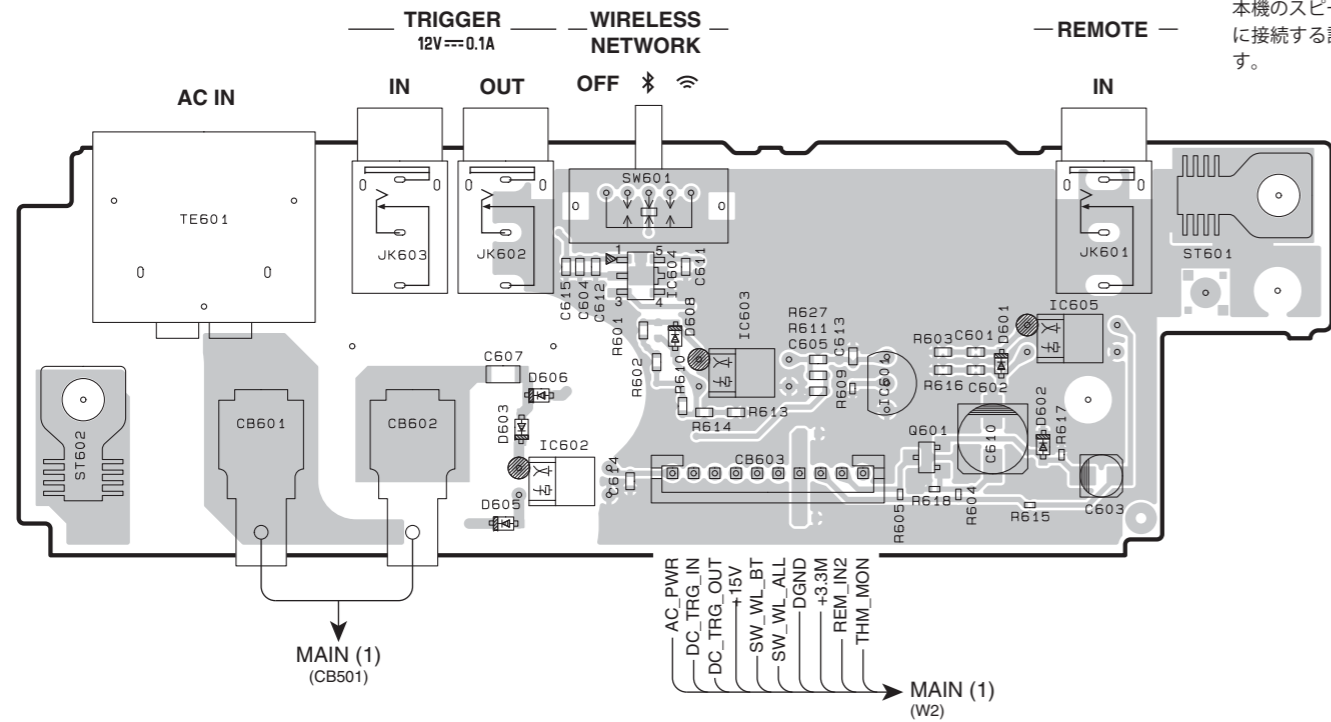 本機のスピー
に接続する
す。
TRIGGER
12V 0.1A
WIRELESS
NETWORK
REMOTE
AC IN
IN
OUT
OFF
IN
TE601
JK603
JK602
SW601
JK601
ST601
1
5
3
4
IC604
C611
C615
C604
C612
R601
D608
IC603
R602
R610
R627
R611
C605
C613
R609
IC601
R603
C601
D601
IC605
R616
C602
R613
R614
C607
D606
D603
IC602
D605
C614
CB601
CB602
ST602
CB603
Q601
C610
D602
R617
R605
R618
R604
R615
C603
AC_PWR
DC_TRG_IN
DC_TRG_OUT
+15V
SW_WL_BT
SW_WL_ALL
DGND
+3.3M
REM_IN2
THM_MON
MAIN (1)
(CB501)
MAIN (1)
(W2)